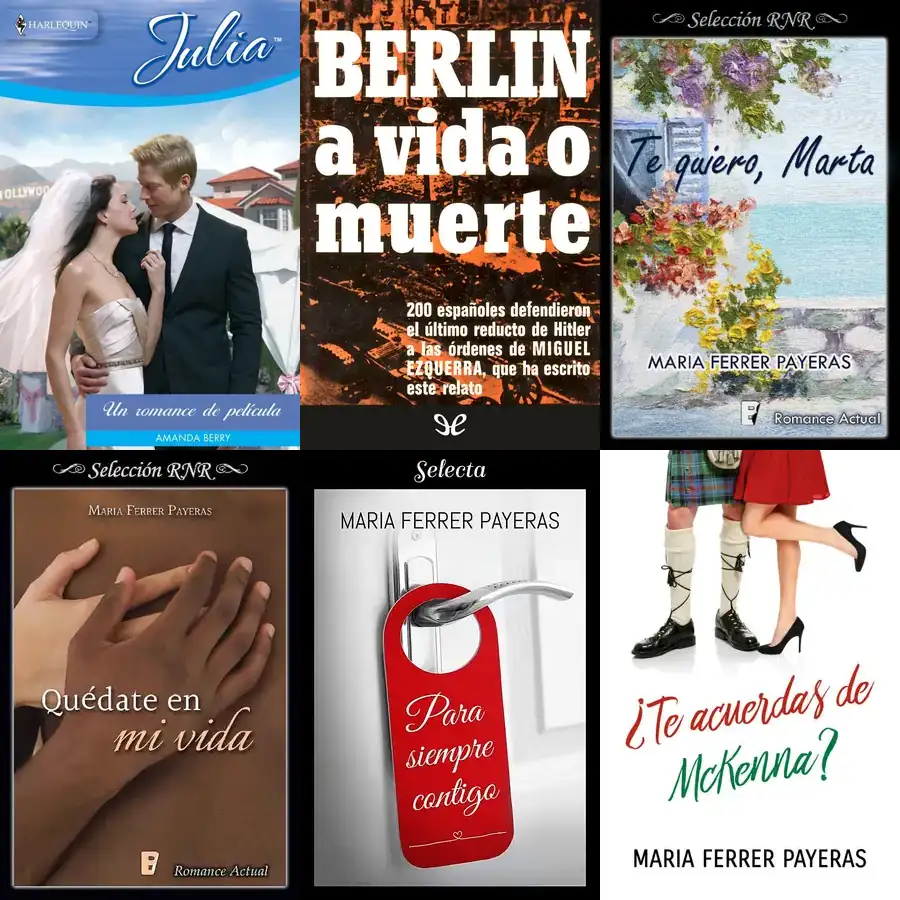 HARLEQUIN
Julia™
HOLLYWOO
Un romance de película
AMANDA BERRY
BERLIN
a vida o
muerte
200 españoles defendieron
el último reducto de Hitler
a las órdenes de MIGUEL
EZQUERRA, que ha escrito
este relato
Selección RNR
Te quiero, Marta
MARIA FERRER PAYERAS
Romance Actual
Selección RNR
MARIA FERRER PAYERAS
Quédate en
mi vida
Romance Actual
Selecta
MARIA FERRER PAYERAS
Para
siempre
contigo
¿Te acuerdas de
McKenna?
MARIA FERRER PAYERAS